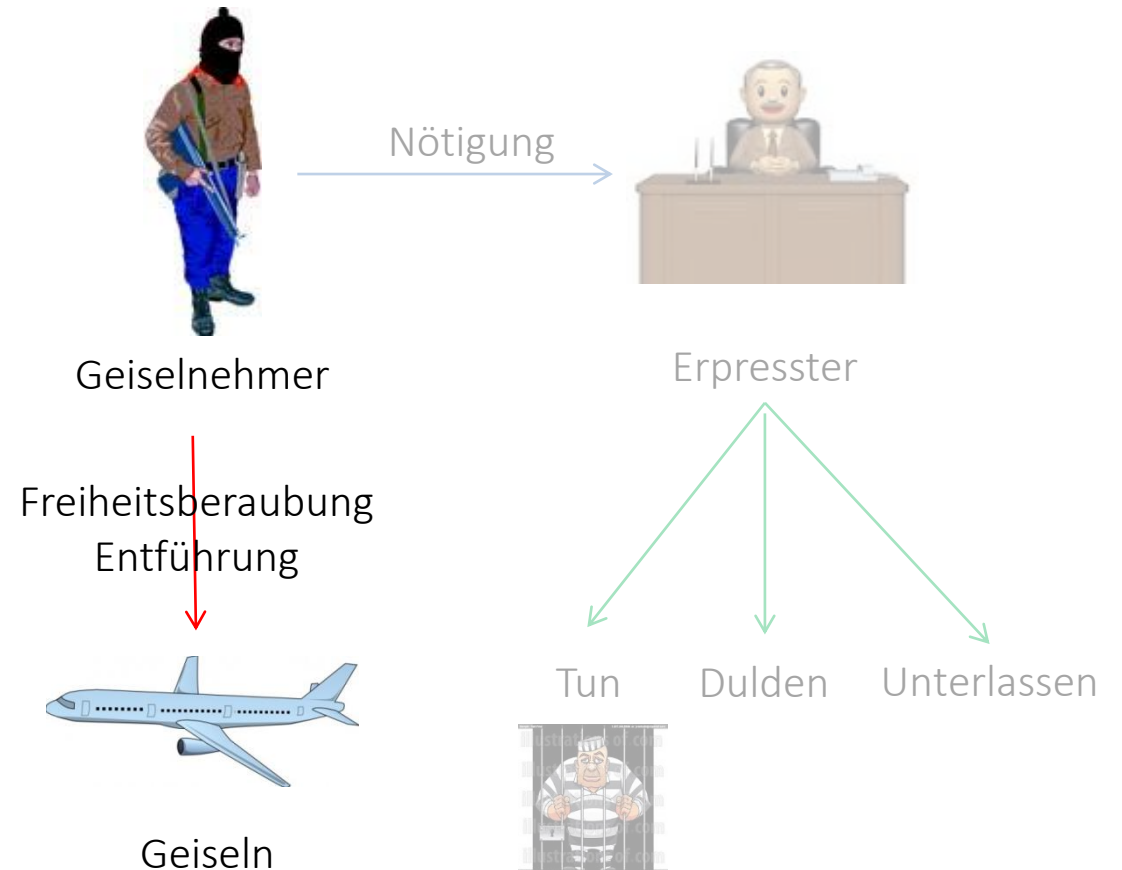 Nötigung
Geiselnehmer
Erpresster
Freiheitsberaubung
Entführung
Tun
Dulden
Unterlassen
Geiseln